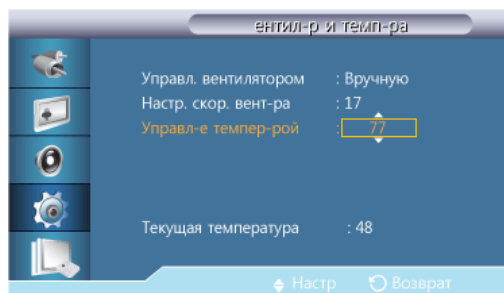 ентил-р и темп-ра
Управл. вентилятором : Вручную
Настр. скор. вент-ра : 17
Управл-е темпер-рой : 77
Текущая температура : 48
Настр Возврат